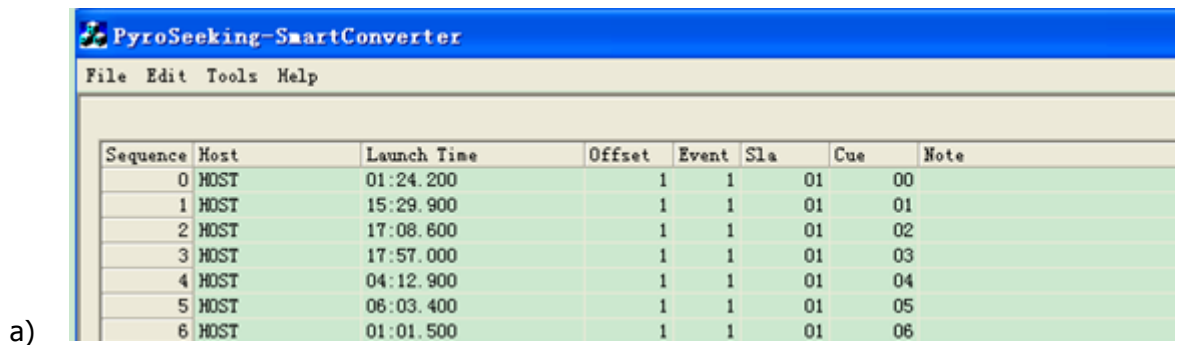 PyroSeeking-SmartConverter
File Edit Tools Help
Sequence Host Launch Time Offset Event Sla Cue Note
0 HOST 01:24.200 1 1 01 00
1 HOST 15:29.900 1 1 01 01
2 HOST 17:08.600 1 1 01 02
3 HOST 17:57.000 1 1 01 03
4 HOST 04:12.900 1 1 01 04
5 HOST 06:03.400 1 1 01 05
a) 6 HOST 01:01.500 1 1 01 06